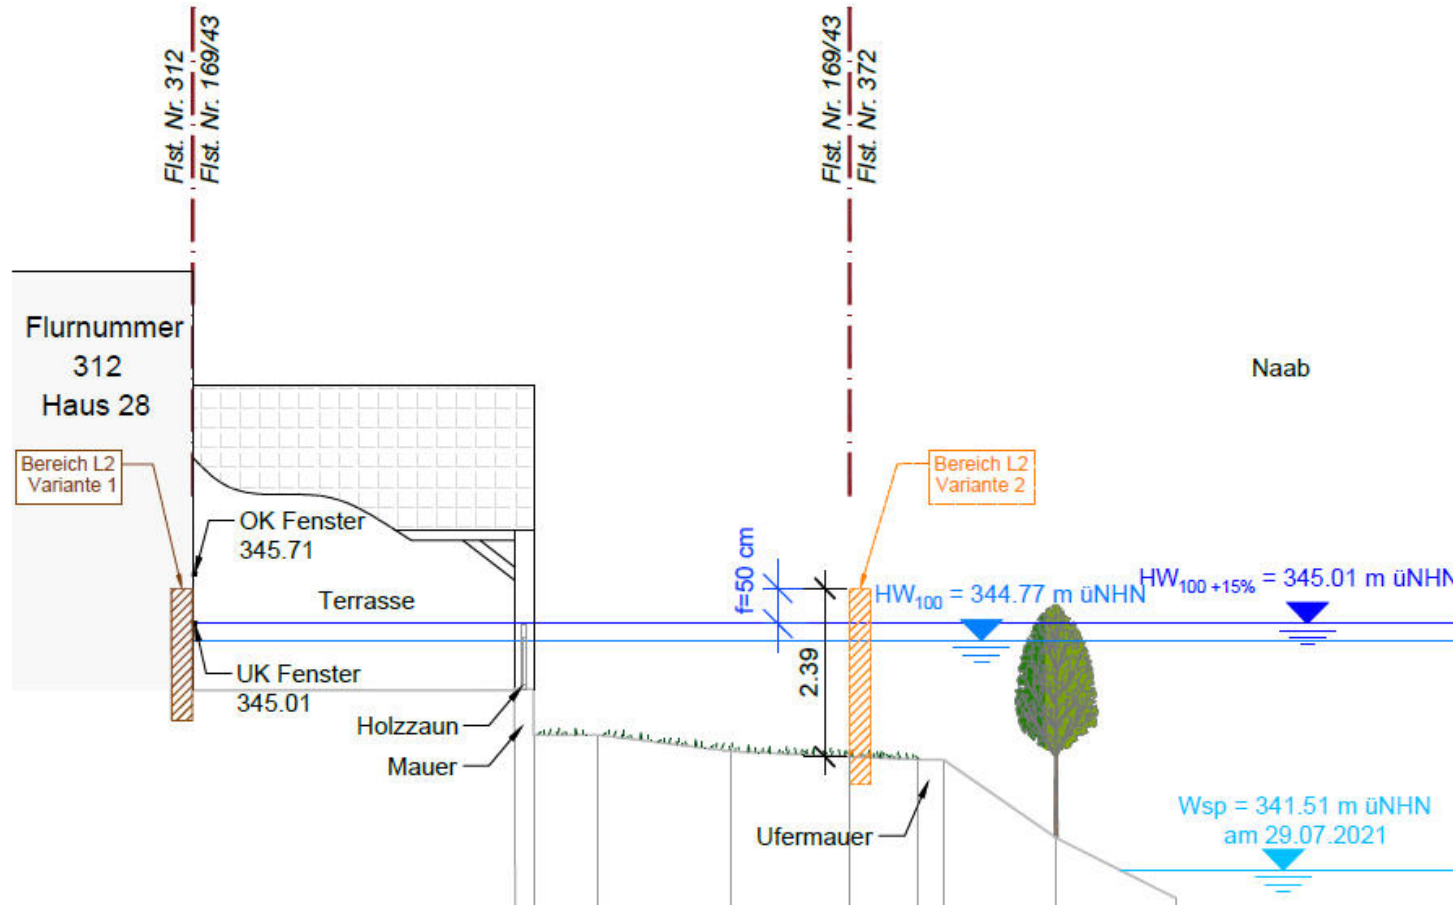 Flst. Nr. 312
Flst. Nr. 169/43
Flst. Nr. 169/43
Flst. Nr. 372
Flurnummer
312
Haus 28
Naab
Bereich L2
Variante 1
Bereich L2
Variante 2
OK Fenster
345.71
f=50 cm
HW100 = 344.77 m üNHN
HW100 +15% = 345.01 m üNHN
Terrasse
2.39
UK Fenster
345.01
Holzzaun
Mauer
Ufermauer
Wsp = 341.51 m üNHN
am 29.07.2021